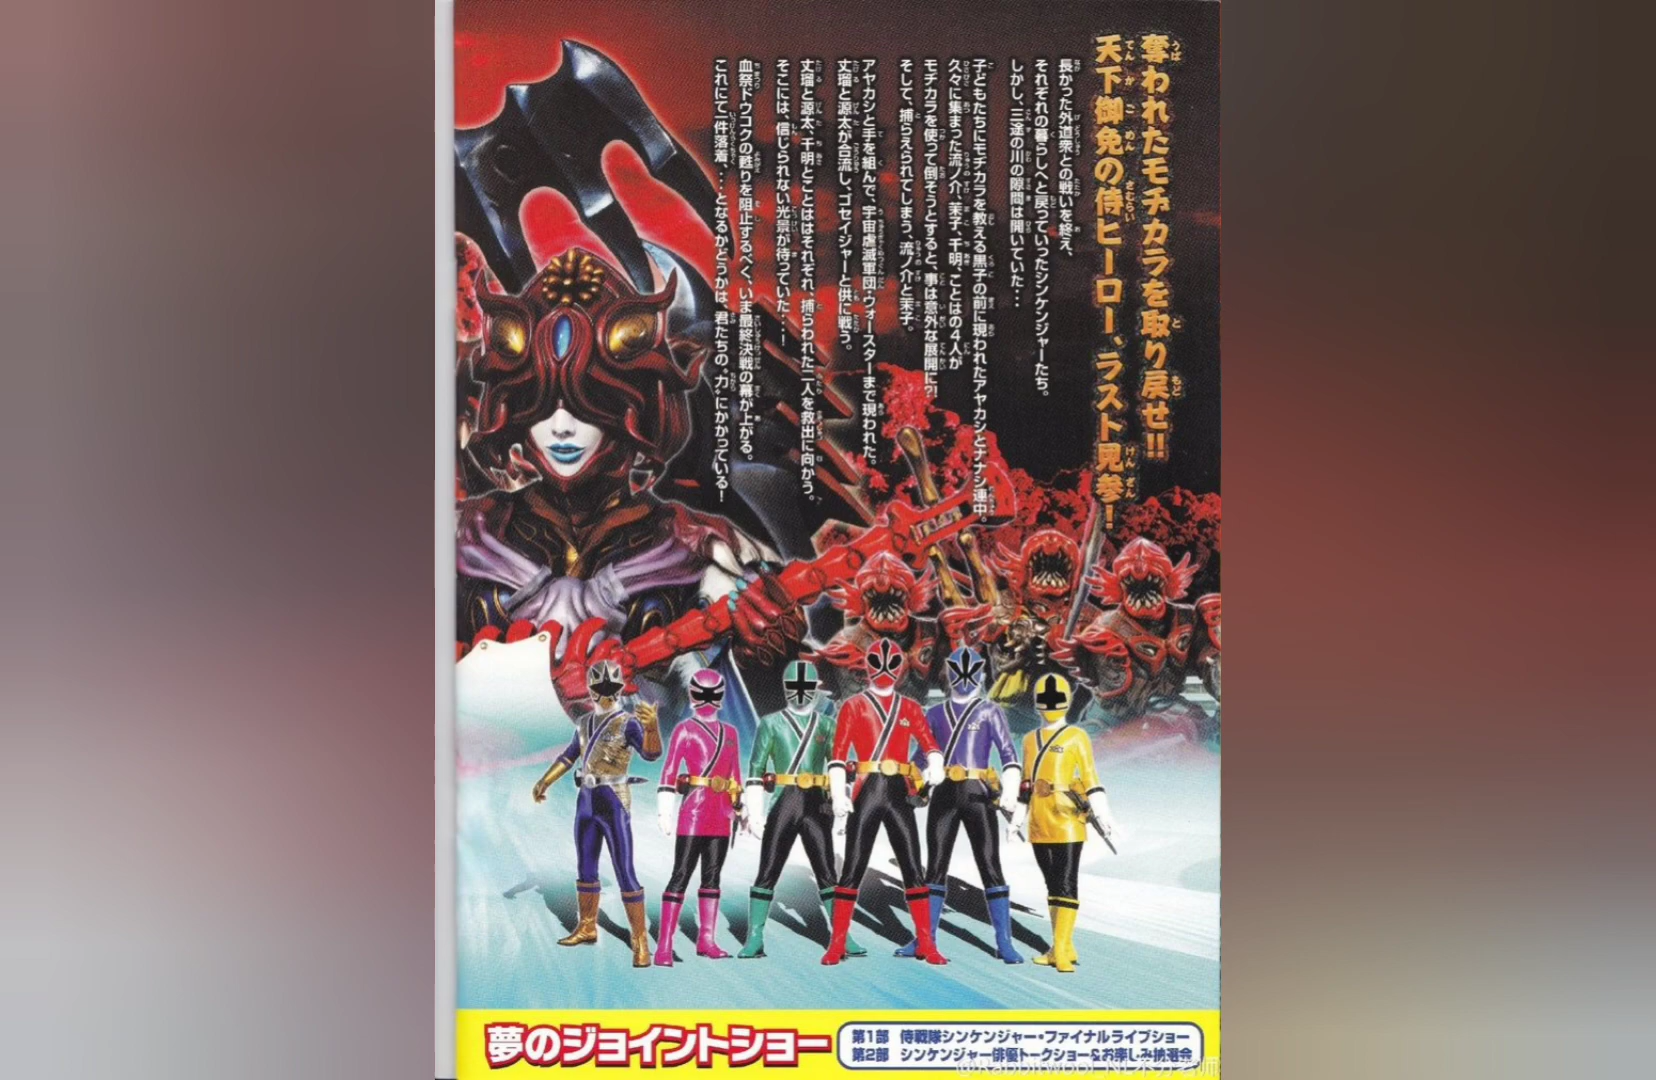 奪われたモヂカラを取り戻せ!!
天下御免の侍ヒーロー、ラスト見参！
長かった外道衆との戦いを終え、
それぞれの暮らしへと戻っていったシンケンジャーたち。
しかし、三途の川の隙間は開いていた…
子どもたちにモヂカラを教える黒子の前に現われたアヤカシとナナシ連中。
久々に集まった流ノ介、茉子、千明、ことはの4人が
モヂカラを使って倒そうとすると、事は意外な展開に?!
そして、捕らえられてしまう、流ノ介と茉子。
アヤカシと手を組んで、宇宙虐滅軍団・ウォースターまで現われた。
丈瑠と源太が合流し、ゴセイジャーと供に戦う。
丈瑠と源太、千明とことははそれぞれ、捕らわれた二人を救出に向かう。
そこには、信じられない光景が待っていた…！
血祭ドウコクの甦りを阻止するべく、いま最終決戦の幕が上がる。
これにて一件落着、…となるかどうかは、君たちの“力”にかかっている！
夢のジョイントショー
第1部 侍戦隊シンケンジャー・ファイナルライブショー
第2部 シンケンジャー俳優トークショー&お楽しみ抽選会